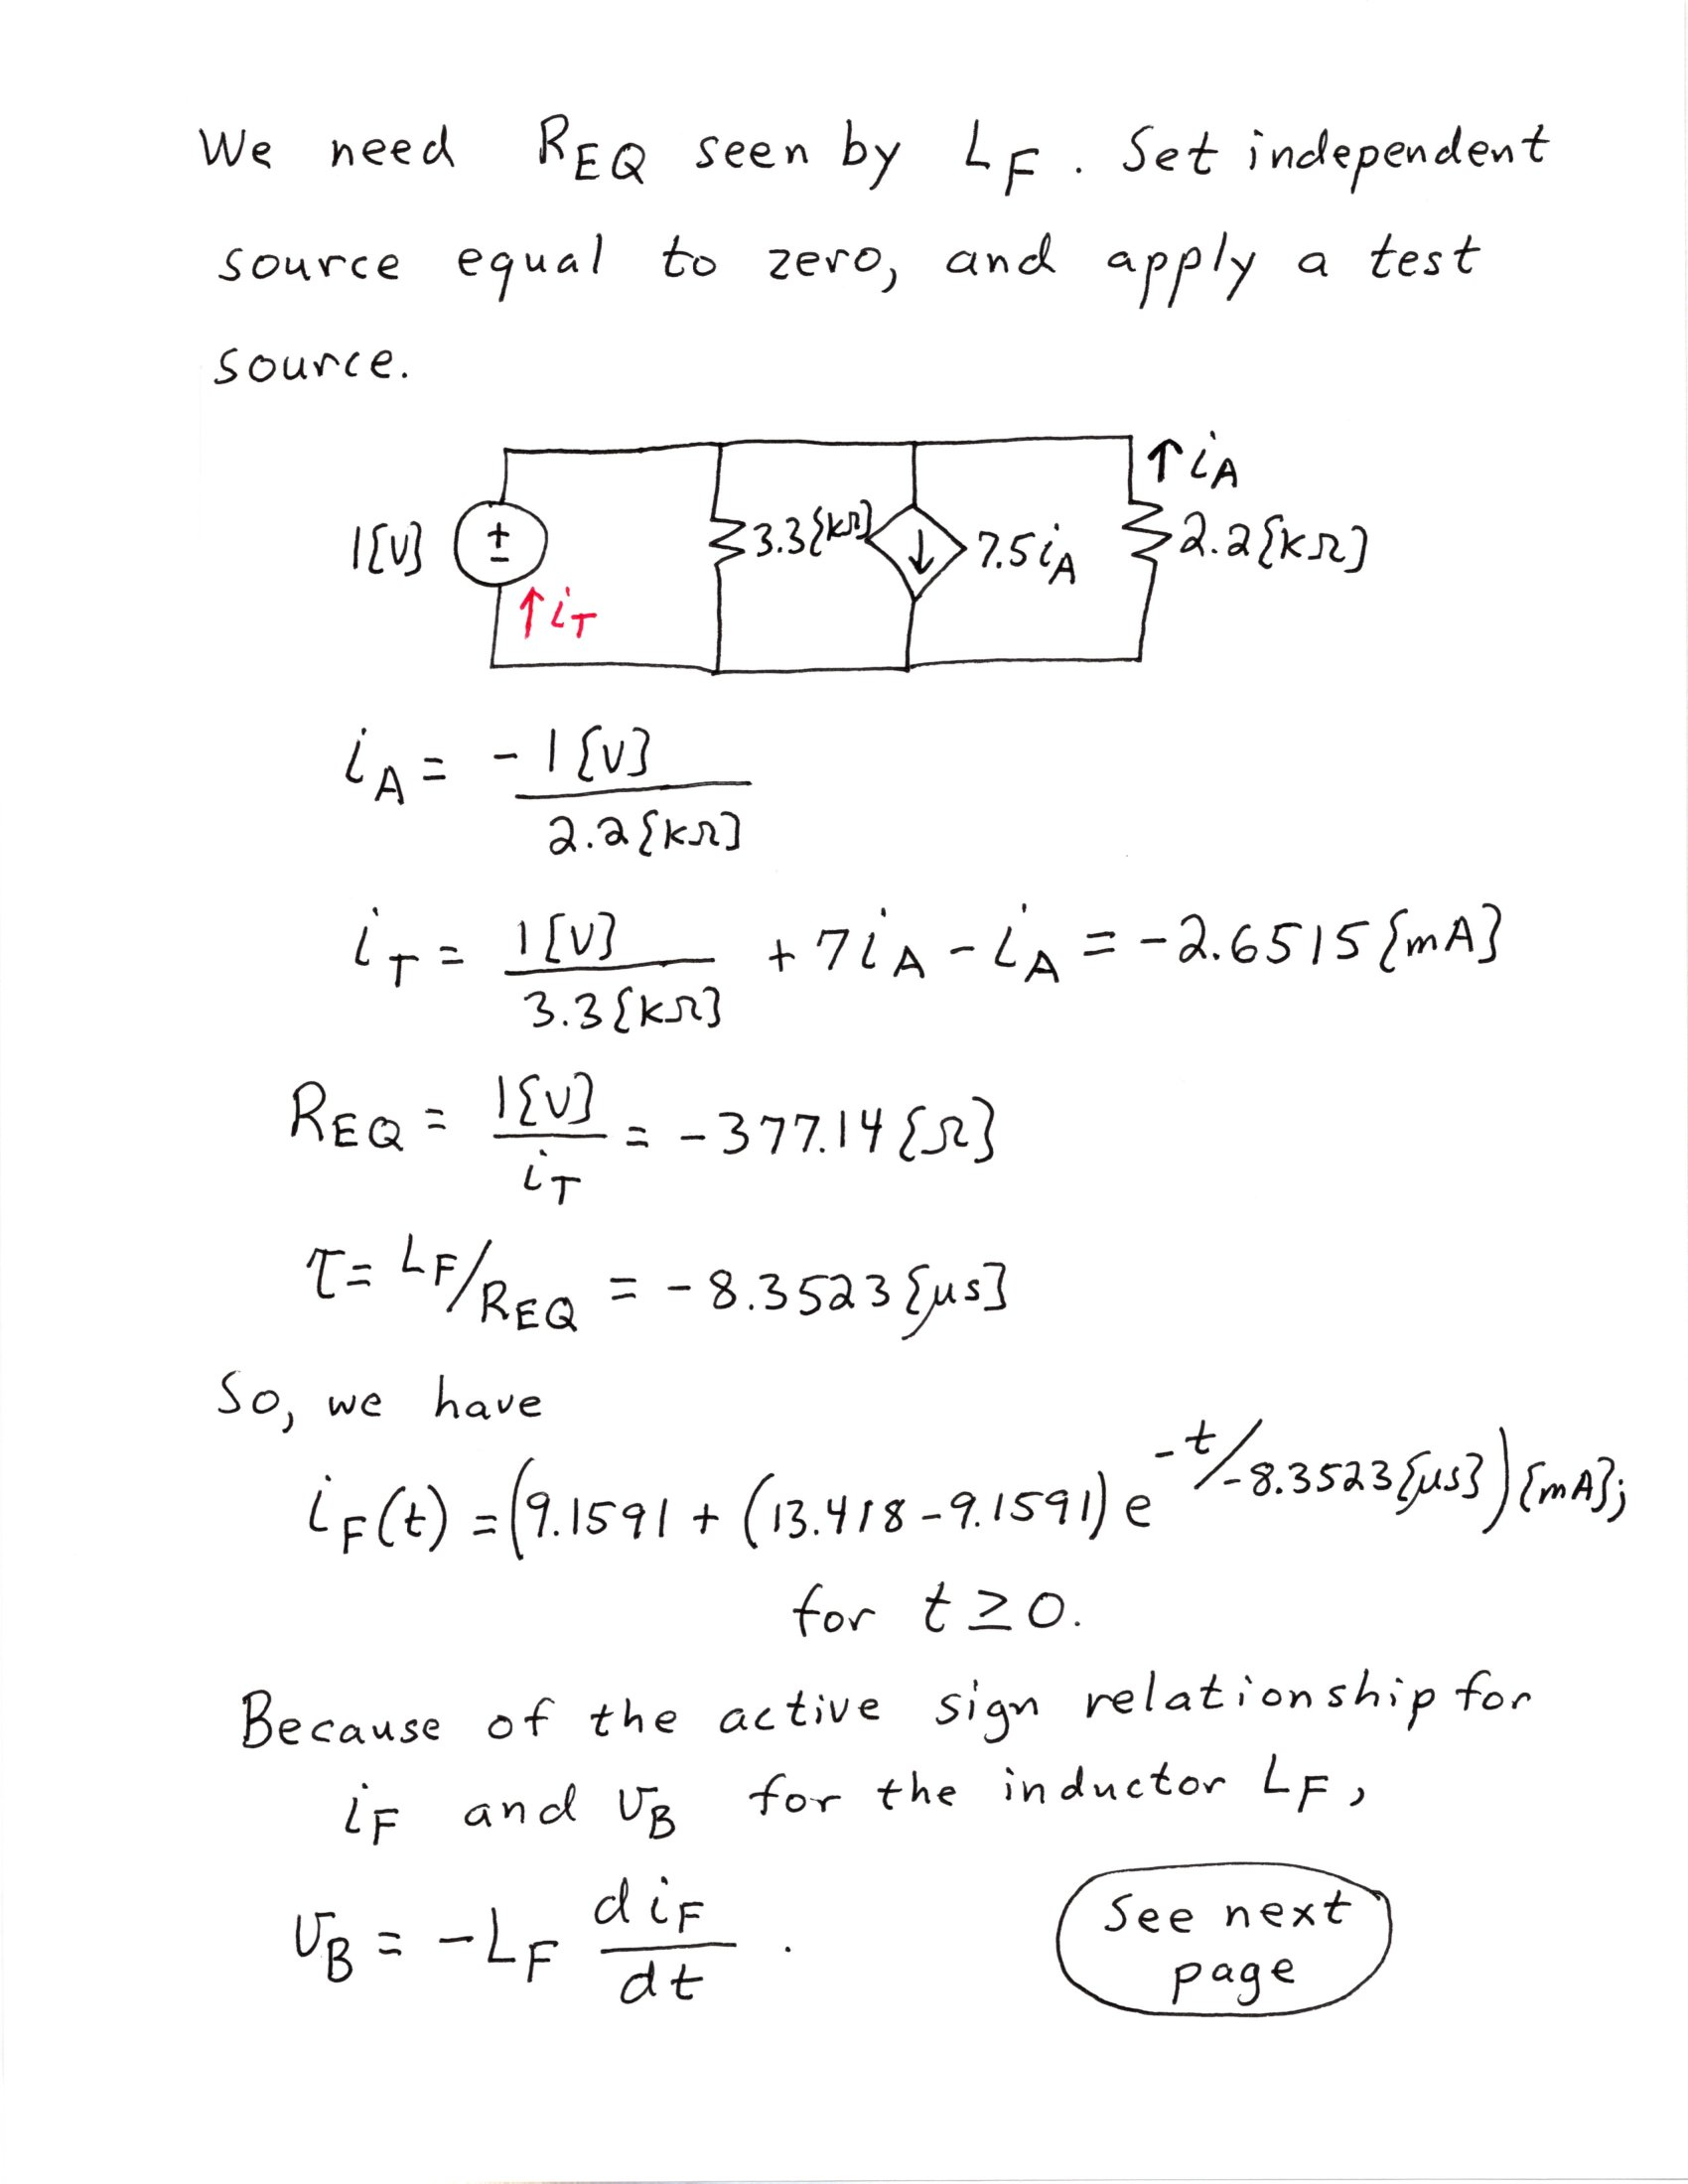 We need R_EQ seen by L_F. Set independent
source equal to zero, and apply a test
source.
↑i_A
1[V] + - 3.3[kΩ] ↓ 7.5i_A 2.2[kΩ]
↑i_T
i_A = -1[V] / 2.2[kΩ]
i_T = 1[V] / 3.3[kΩ] + 7i_A - i_A = -2.6515[mA]
R_EQ = 1[V] / i_T = -377.14[Ω]
τ = L_F/R_EQ = -8.3523[μs]
So, we have
i_F(t) = (9.1591 + (13.418-9.1591) e^-t/-8.3523[μs]) [mA];
for t ≥ 0.
Because of the active sign relationship for
i_F and v_B for the inductor L_F,
v_B = -L_F di_F / dt .
See next
page